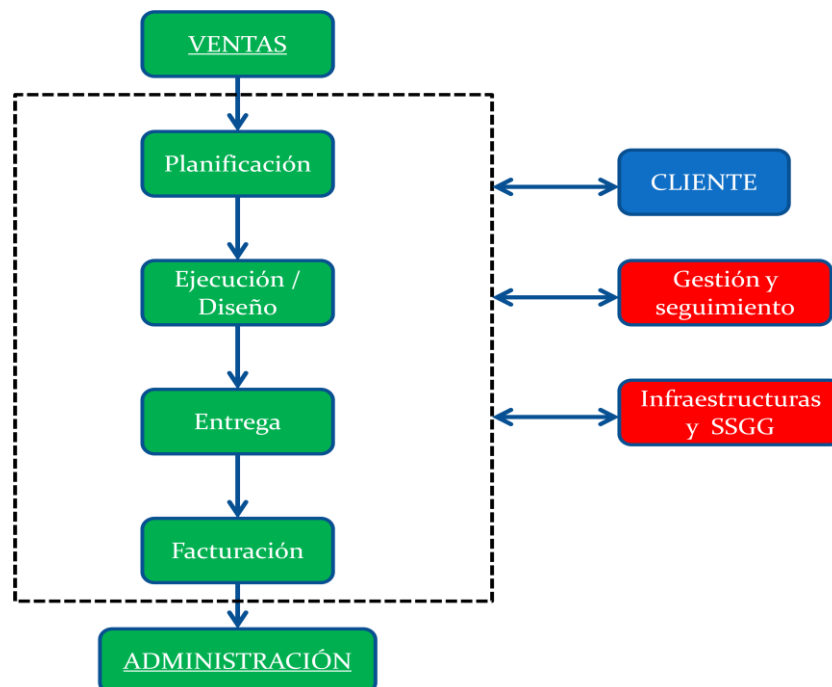 VENTAS
Planificación
CLIENTE
Ejecución /
Diseño
Gestión y
seguimiento
Entrega
Infraestructuras
y SSGG
Facturación
ADMINISTRACIÓN